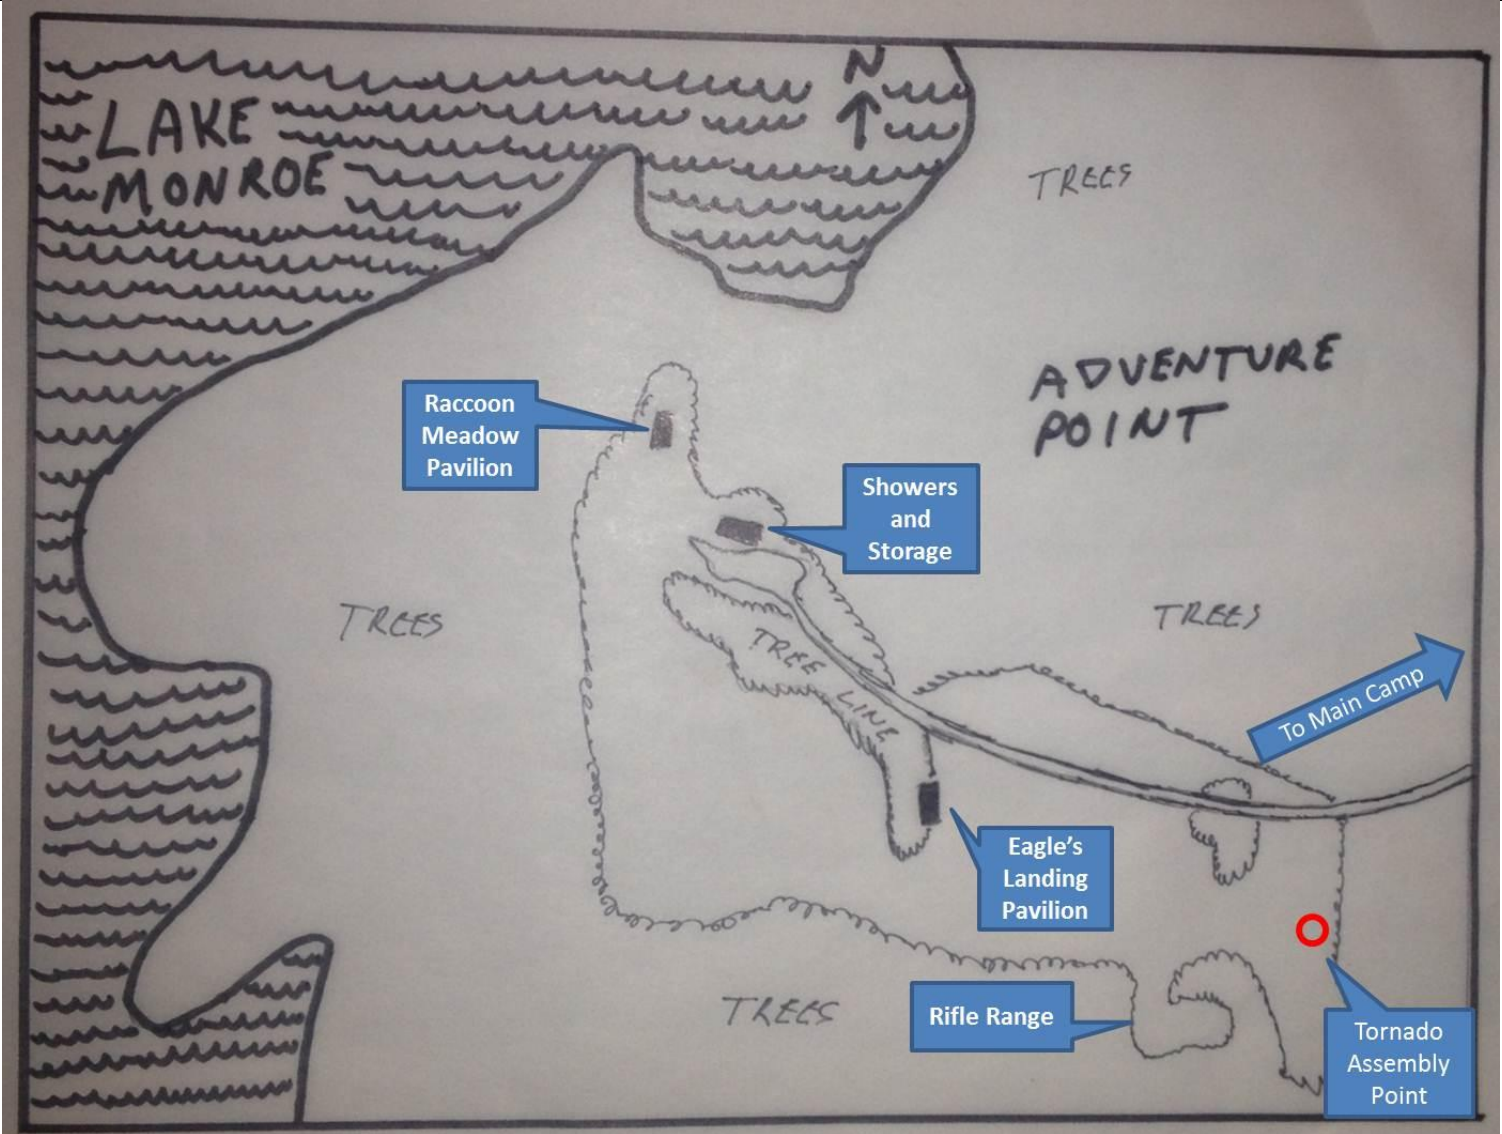 N
LAKE
MONROE
TREES
ADVENTURE
POINT
Raccoon
Meadow
Pavilion
Showers
and
Storage
TREES
TREES
TREE LINE
To Main Camp
Eagle's
Landing
Pavilion
Rifle Range
TREES
Tornado
Assembly
Point